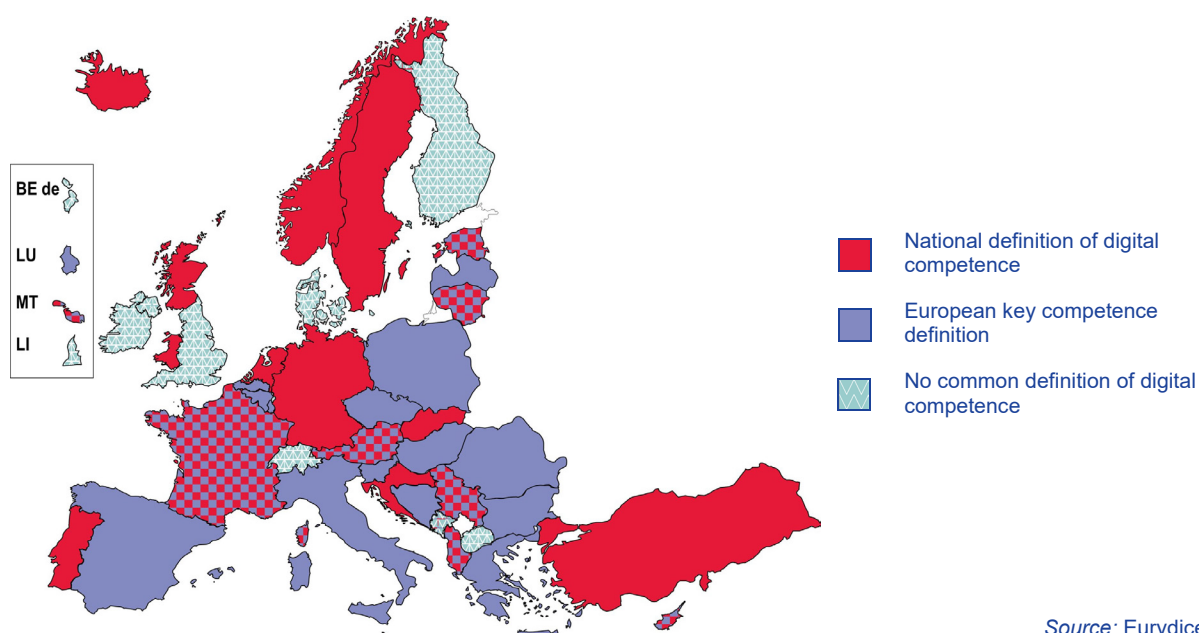 BE de
LU
MT
LI
National definition of digital
competence
European key competence
definition
No common definition of digital
competence
Source: Eurydice